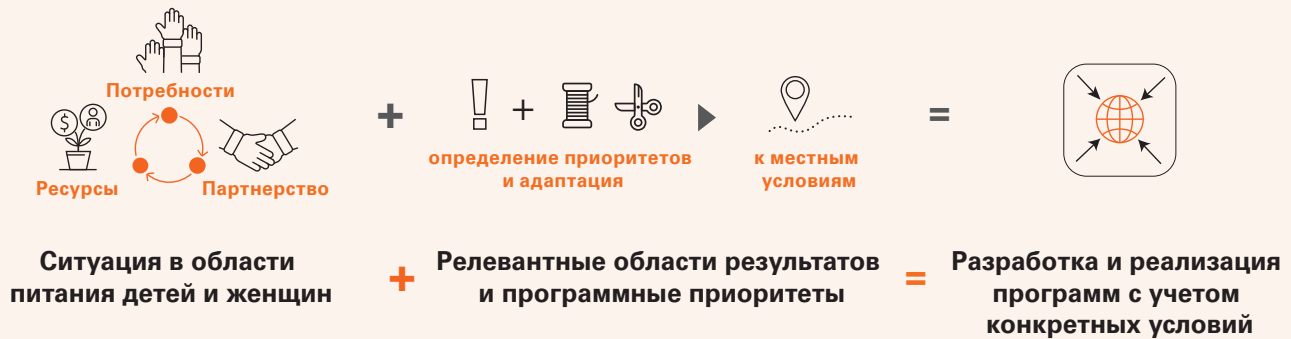 Потребности
Ресурсы
Партнерство
+
+
определение приоритетов
и адаптация
к местным
условиям
=
Ситуация в области
питания детей и женщин
+
Релевантные области результатов
и программные приоритеты
=
Разработка и реализация
программ с учетом
конкретных условий